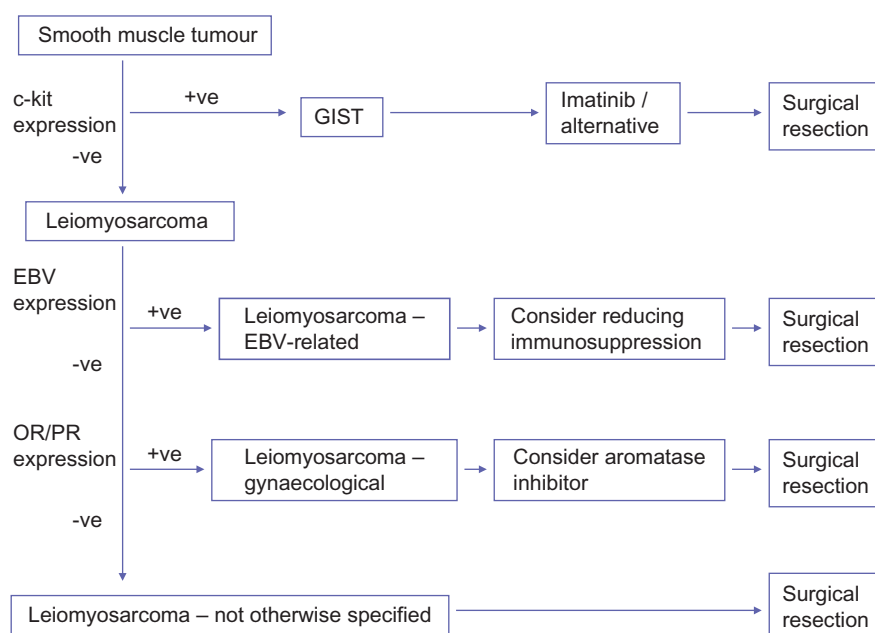 Smooth muscle tumour
c-kit
expression
+ve
-ve
GIST
Imatinib /
alternative
Surgical
resection
Leiomyosarcoma
EBV
expression
+ve
-ve
Leiomyosarcoma –
EBV-related
Consider reducing
immunosuppression
Surgical
resection
OR/PR
expression
+ve
-ve
Leiomyosarcoma –
gynaecological
Consider aromatase
inhibitor
Surgical
resection
Leiomyosarcoma – not otherwise specified
Surgical
resection